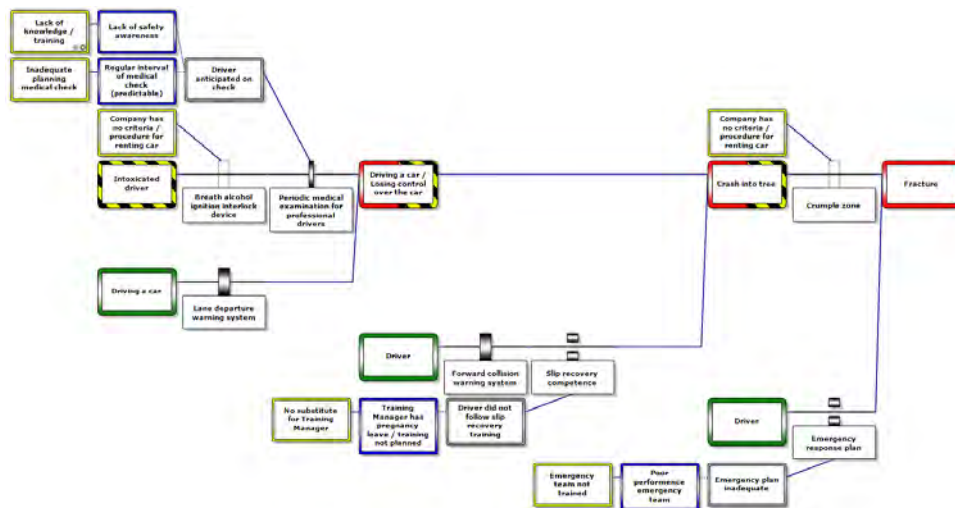 Lack of
knowledge /
training
Lack of safety
awareness
Inadequate
planning
medical check
Regular interval
of medical
check
(predictable)
Driver
anticipated on
check
Company has
no criteria /
procedure for
renting car
Company has
no criteria /
procedure for
renting car
Intoxicated
driver
Breath alcohol
ignition interlock
device
Periodic medical
examination for
professional
drivers
Driving a car /
Losing control
over the car
Crash into tree
Crumple zone
Fracture
Driving a car
Lane departure
warning system
Driver
Forward collision
warning system
Slip recovery
competence
No substitute
for Training
Manager
Training
Manager has
pregnancy
leave / training
not planned
Driver did not
follow slip
recovery
training
Driver
Emergency
response plan
Emergency
team not
trained
Poor
performence
emergency
team
Emergency plan
inadequate